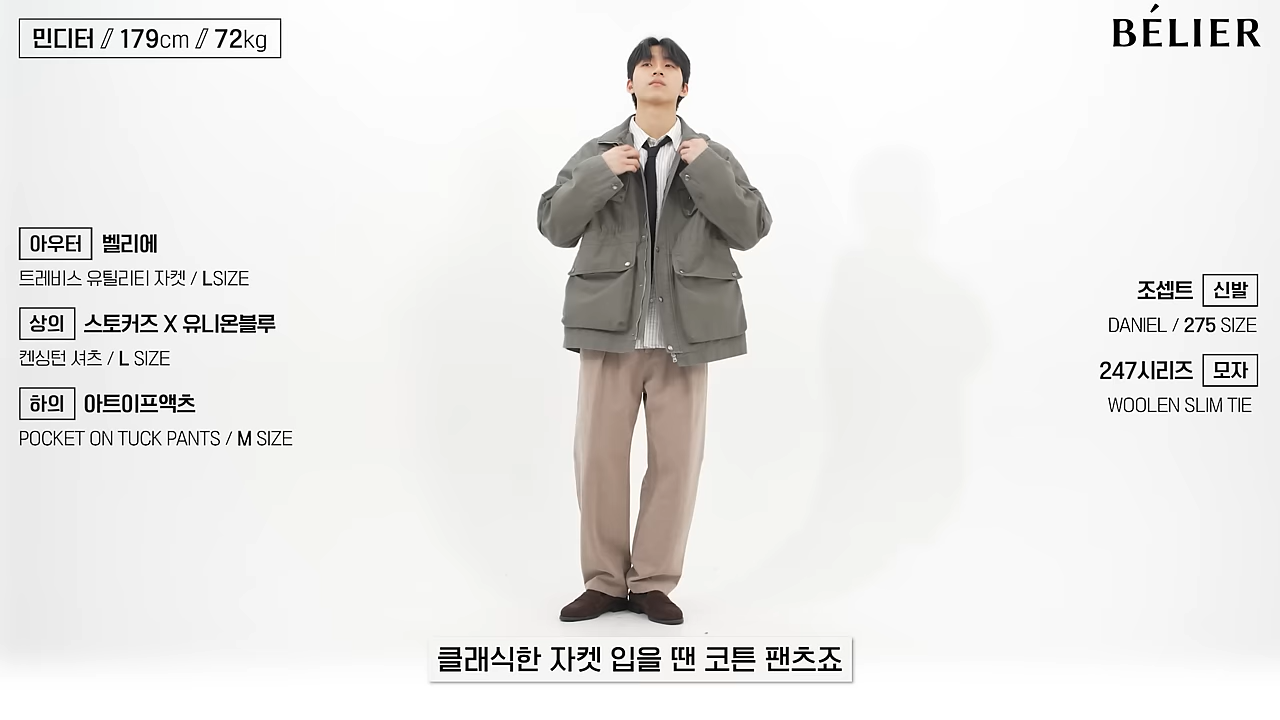 민디터 // 179cm // 72kg
BÉLIER
아우터 벨리에
트레비스 유틸리티 자켓 / LSIZE
상의 스토커즈 X 유니온블루
켄싱턴 셔츠 / L SIZE
하의 아트이프액츠
POCKET ON TUCK PANTS / M SIZE
조셉트 신발
DANIEL / 275 SIZE
247시리즈 모자
WOOLEN SLIM TIE
클래식한 자켓 입을 땐 코튼 팬츠죠